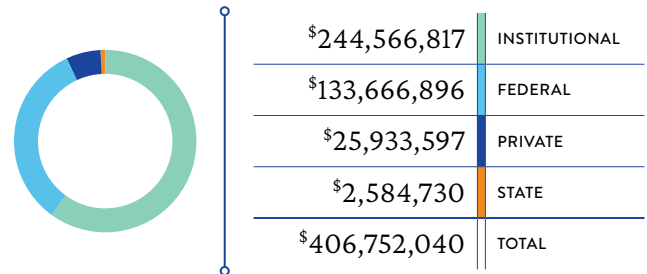 $244,566,817 INSTITUTIONAL
$133,666,896 FEDERAL
$25,933,597 PRIVATE
$2,584,730 STATE
$406,752,040 TOTAL